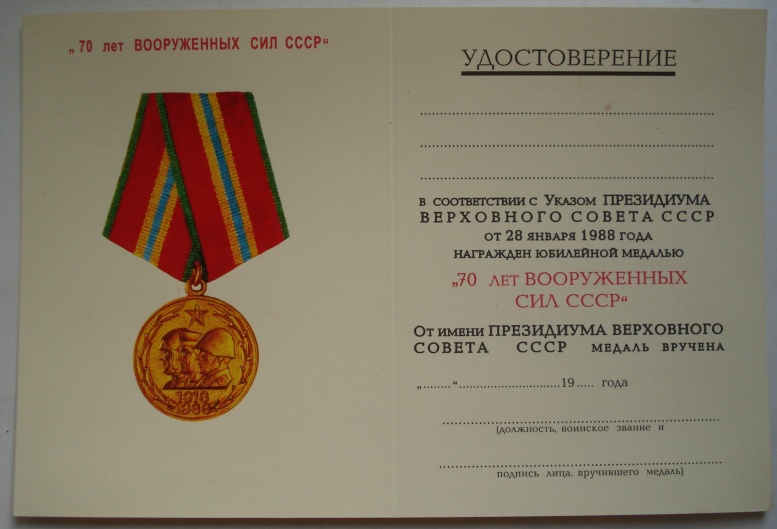 „70 лет ВООРУЖЕННЫХ СИЛ СССР“
1918
1988
УДОСТОВЕРЕНИЕ
В СООТВЕТСТВИИ С УКАЗОМ ПРЕЗИДИУМА
ВЕРХОВНОГО СОВЕТА СССР
ОТ 28 ЯНВАРЯ 1988 ГОДА
НАГРАЖДЕН ЮБИЛЕЙНОЙ МЕДАЛЬЮ
„70 ЛЕТ ВООРУЖЕННЫХ
СИЛ СССР“
ОТ ИМЕНИ ПРЕЗИДИУМА ВЕРХОВНОГО
СОВЕТА СССР МЕДАЛЬ ВРУЧЕНА
„........“..............................19..... года
(должность, воинское звание и
подпись лица, вручившего медаль)